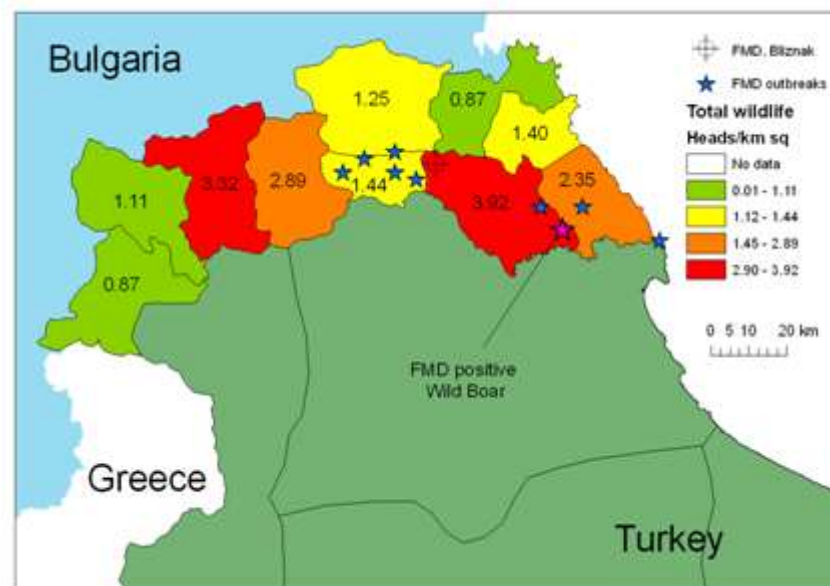 Bulgaria
1.25
0.87
1.40
3.32
2.89
1.44
1.11
3.92
2.35
0.87
FMD positive
Wild Boar
Greece
Turkey
FMD, Bliznak
FMD outbreaks
Total wildlife
Heads/km sq
No data
0.01 - 1.11
1.12 - 1.44
1.45 - 2.89
2.90 - 3.92
0 5 10 20 km